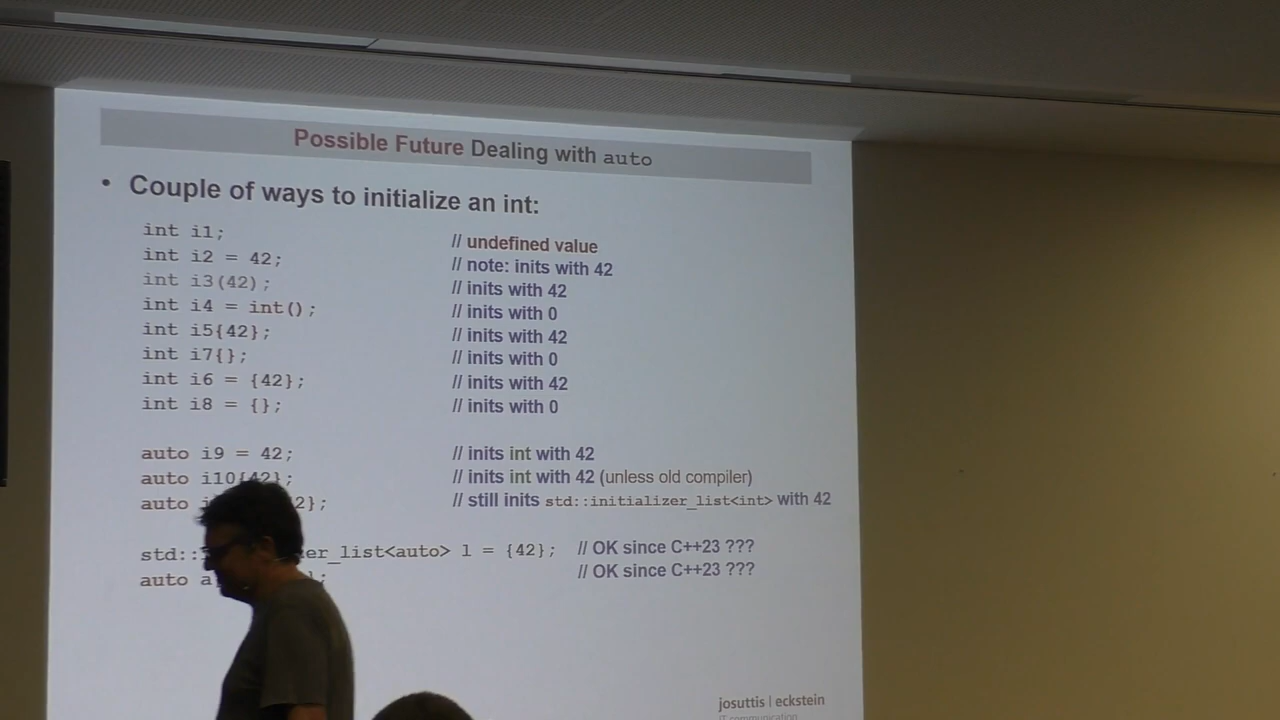 Possible Future Dealing with auto
• Couple of ways to initialize an int:
int i1; // undefined value
int i2 = 42; // note: inits with 42
int i3(42); // inits with 42
int i4 = int(); // inits with 0
int i5{42}; // inits with 42
int i7{}; // inits with 0
int i6 = {42}; // inits with 42
int i8 = {}; // inits with 0
auto i9 = 42; // inits int with 42
auto i10{42}; // inits int with 42 (unless old compiler)
auto 2}; // still inits std::initializer_list<int> with 42
std:: er_list<auto> l = {42}; // OK since C++23 ???
auto a ; // OK since C++23 ???
josuttis | eckstein
IT communication